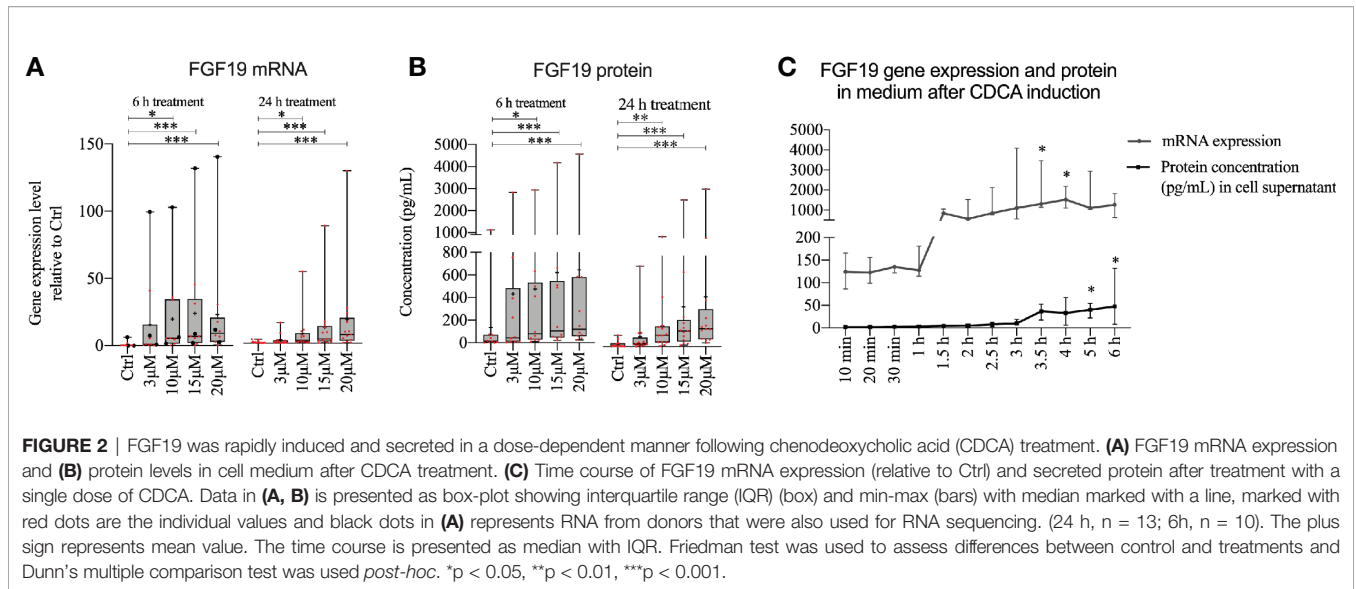 A
FGF19 mRNA
6 h treatment
24 h treatment
*
*
***
***
***
***
Gene expression level
relative to Ctrl
150
100
50
0
Ctrl
3μM
10μM
15μM
20μM
Ctrl
3μM
10μM
15μM
20μM
B
FGF19 protein
6 h treatment
24 h treatment
*
**
***
***
***
***
Concentration (pg/mL)
5000
4000
3000
2000
1000
800
600
400
200
0
Ctrl
3μM
10μM
15μM
20μM
Ctrl
3μM
10μM
15μM
20μM
C
FGF19 gene expression and protein
in medium after CDCA induction
5000
4000
3000
2000
1000
200
150
100
50
0
*
*
*
*
10 min
20 min
30 min
1 h
1.5 h
2 h
2.5 h
3 h
3.5 h
4 h
5 h
6 h
mRNA expression
Protein concentration
(pg/mL) in cell supernatant
FIGURE 2 | FGF19 was rapidly induced and secreted in a dose-dependent manner following chenodeoxycholic acid (CDCA) treatment. (A) FGF19 mRNA expression
and (B) protein levels in cell medium after CDCA treatment. (C) Time course of FGF19 mRNA expression (relative to Ctrl) and secreted protein after treatment with a
single dose of CDCA. Data in (A, B) is presented as box-plot showing interquartile range (IQR) (box) and min-max (bars) with median marked with a line, marked with
red dots are the individual values and black dots in (A) represents RNA from donors that were also used for RNA sequencing. (24 h, n = 13; 6h, n = 10). The plus
sign represents mean value. The time course is presented as median with IQR. Friedman test was used to assess differences between control and treatments and
Dunn's multiple comparison test was used post-hoc. *p < 0.05, **p < 0.01, ***p < 0.001.